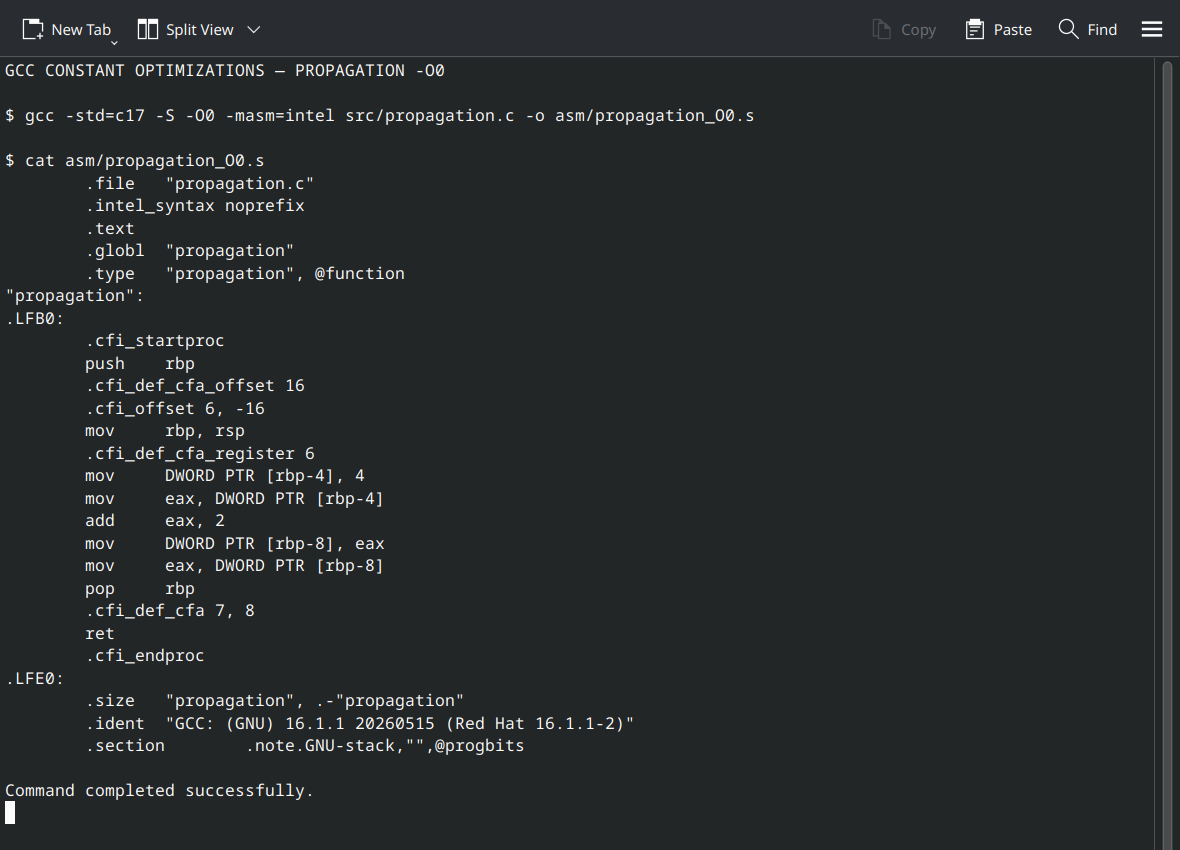 New Tab Split View Copy Paste Find
GCC CONSTANT OPTIMIZATIONS — PROPAGATION -O0
$ gcc -std=c17 -S -O0 -masm=intel src/propagation.c -o asm/propagation_O0.s
$ cat asm/propagation_O0.s
        .file   "propagation.c"
        .intel_syntax noprefix
        .text
        .globl  "propagation"
        .type   "propagation", @function
"propagation":
.LFB0:
        .cfi_startproc
        push    rbp
        .cfi_def_cfa_offset 16
        .cfi_offset 6, -16
        mov     rbp, rsp
        .cfi_def_cfa_register 6
        mov     DWORD PTR [rbp-4], 4
        mov     eax, DWORD PTR [rbp-4]
        add     eax, 2
        mov     DWORD PTR [rbp-8], eax
        mov     eax, DWORD PTR [rbp-8]
        pop     rbp
        .cfi_def_cfa 7, 8
        ret
        .cfi_endproc
.LFE0:
        .size   "propagation", .-"propagation"
        .ident  "GCC: (GNU) 16.1.1 20260515 (Red Hat 16.1.1-2)"
        .section        .note.GNU-stack,"",@progbits
Command completed successfully.